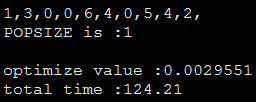 1,3,0,0,6,4,0,5,4,2,
POPSIZE is :1
optimize value :0.0029551
total time :124.21